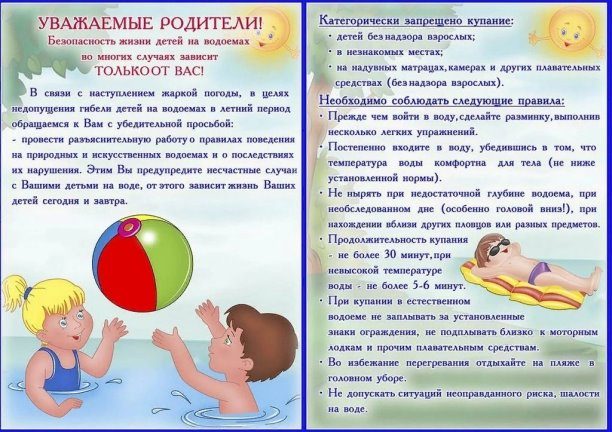 УВАЖАЕМЫЕ РОДИТЕЛИ!
Безопасность жизни детей на водоемах
во многих случаях зависит
ТОЛЬКО ОТ ВАС!
В связи с наступлением жаркой погоды, в целях
недопущения гибели детей на водоемах в летний период
обращаемся к Вам с убедительной просьбой:
- провести разъяснительную работу о правилах поведения
на природных и искусственных водоемах и о последствиях
их нарушения. Этим Вы предупредите несчастные случаи
с Вашими детьми на воде, от этого зависит жизнь Ваших
детей сегодня и завтра.
Категорически запрещено купание:
• детей без надзора взрослых;
• в незнакомых местах;
• на надувных матрацах, камерах и других плавательных
средствах (без надзора взрослых).
Необходимо соблюдать следующие правила:
• Прежде чем войти в воду, сделайте разминку, выполнив
несколько легких упражнений.
• Постепенно входите в воду, убедившись в том, что
температура воды комфортна для тела (не ниже
установленной нормы).
• Не нырять при недостаточной глубине водоема, при
необследованном дне (особенно головой вниз!), при
нахождении вблизи других пловцов или разных предметов.
• Продолжительность купания
- не более 30 минут, при
невысокой температуре
воды - не более 5-6 минут.
• При купании в естественном
водоеме не заплывать за установленные
знаки ограждения, не подплывать близко к моторным
лодкам и прочим плавательным средствам.
• Во избежание перегревания отдыхайте на пляже в
головном уборе.
• Не допускать ситуаций неоправданного риска, шалости
на воде.